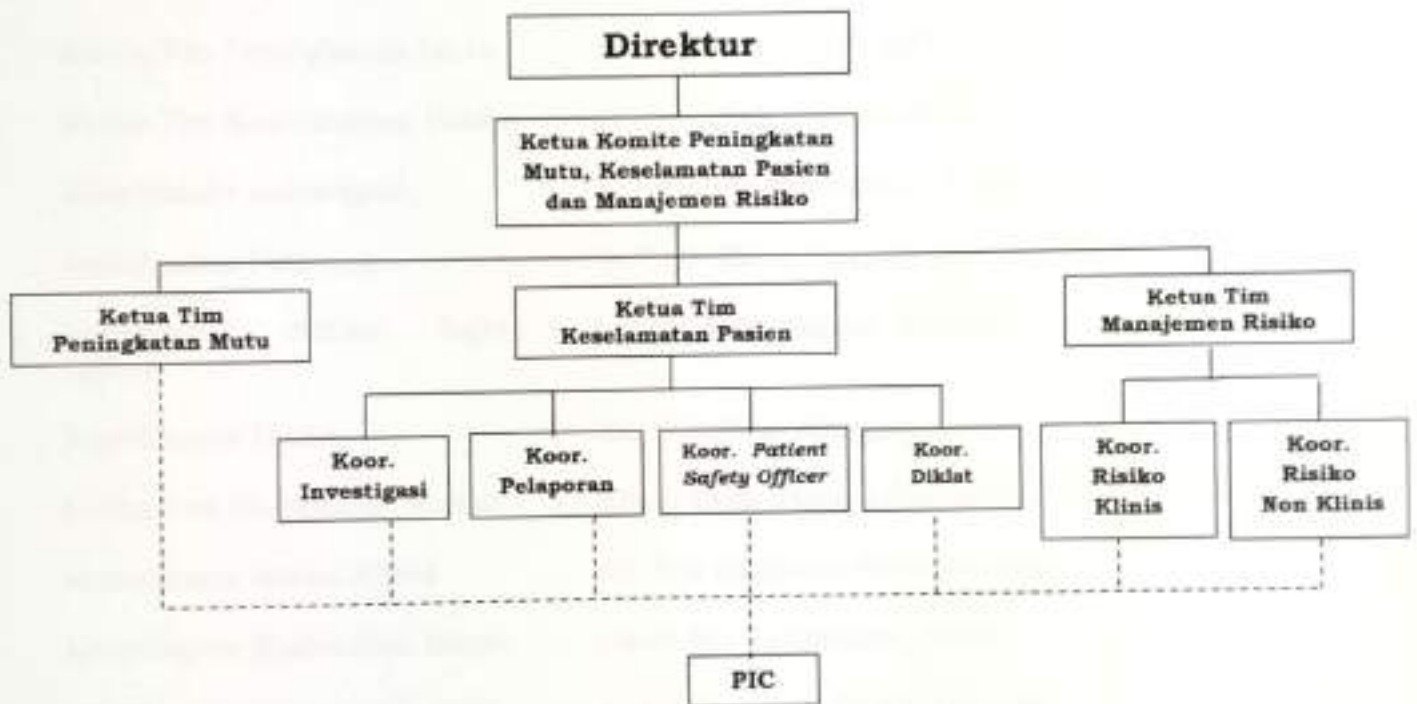 Direktur
Ketua Komite Peningkatan
Mutu, Keselamatan Pasien
dan Manajemen Risiko
Ketua Tim
Peningkatan Mutu
Ketua Tim
Keselamatan Pasien
Ketua Tim
Manajemen Risiko
Koor.
Investigasi
Koor.
Pelaporan
Koor. Patient
Safety Officer
Koor.
Diklat
Koor.
Risiko
Klinis
Koor.
Risiko
Non Klinis
PIC